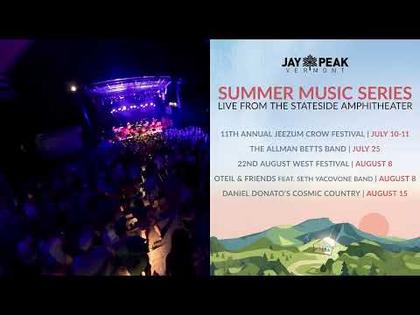 JAY PEAK
VERMONT
SUMMER MUSIC SERIES
LIVE FROM THE STATESIDE AMPHITHEATER
11TH ANNUAL JEEZUM CROW FESTIVAL | JULY 10-11
THE ALLMAN BETTS BAND | JULY 25
22ND AUGUST WEST FESTIVAL | AUGUST 8
OTEIL & FRIENDS FEAT. SETH YACOVONE BAND | AUGUST 8
DANIEL DONATO'S COSMIC COUNTRY | AUGUST 15